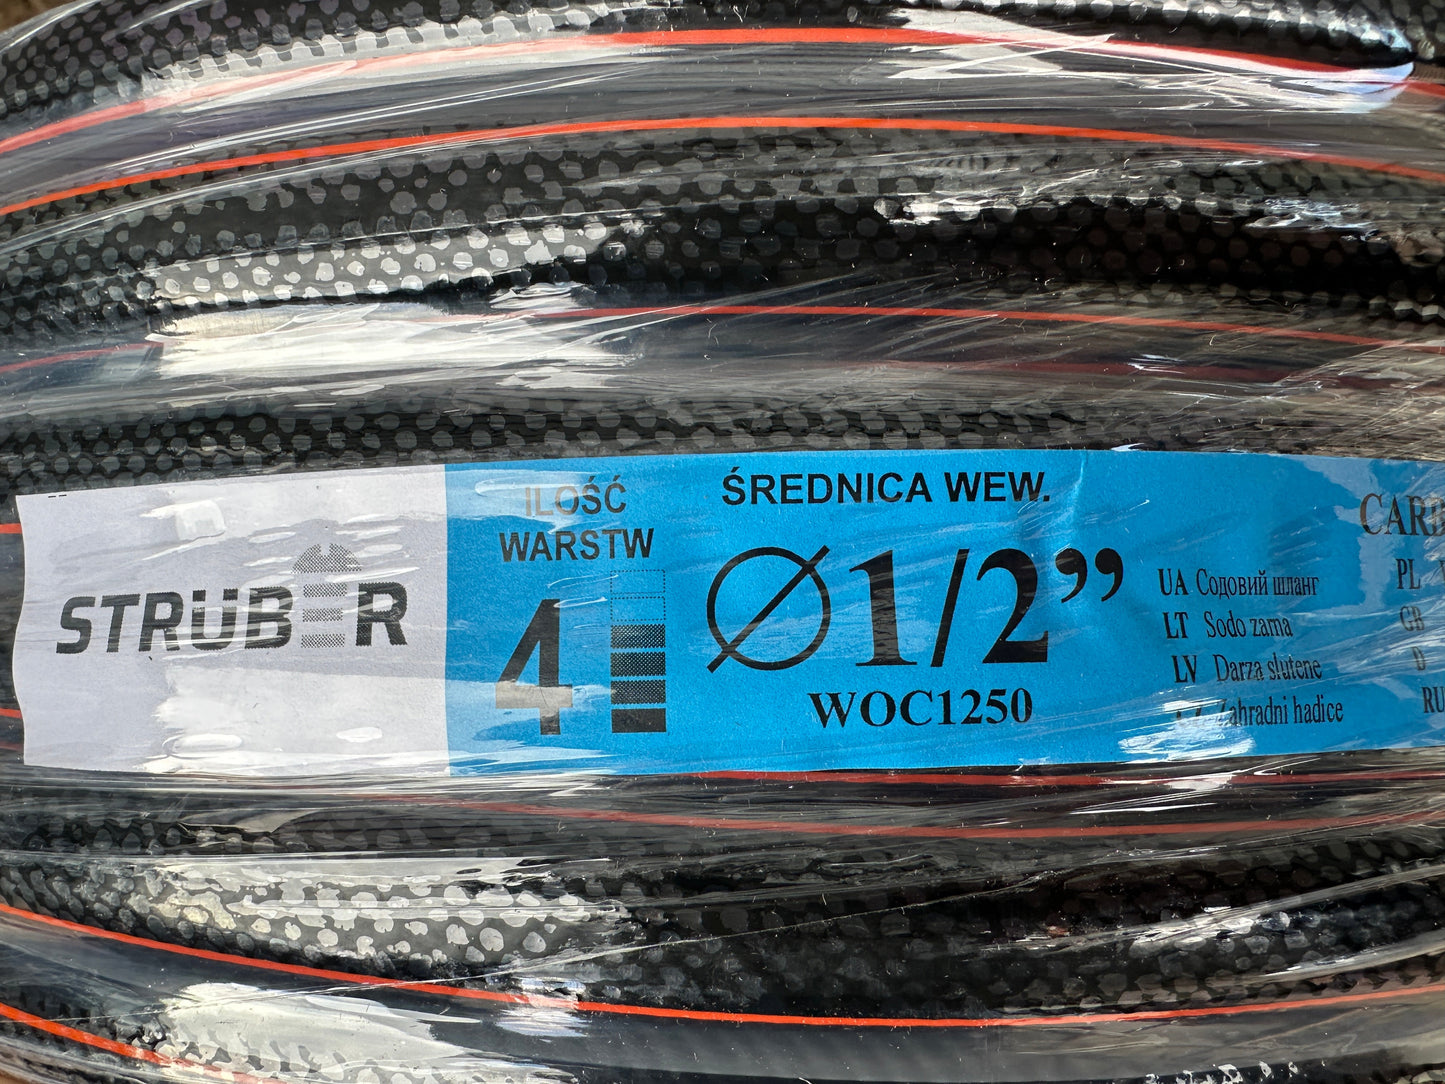 STRÜBER
ILOŚĆ
WARSTW
4
ŚREDNICA WEW.
Ø1/2”
WOC1250
UA Содовий шланг
LT Sodo zarna
LV Darza slutene
Zahradni hadice
PL
GB
D
RU